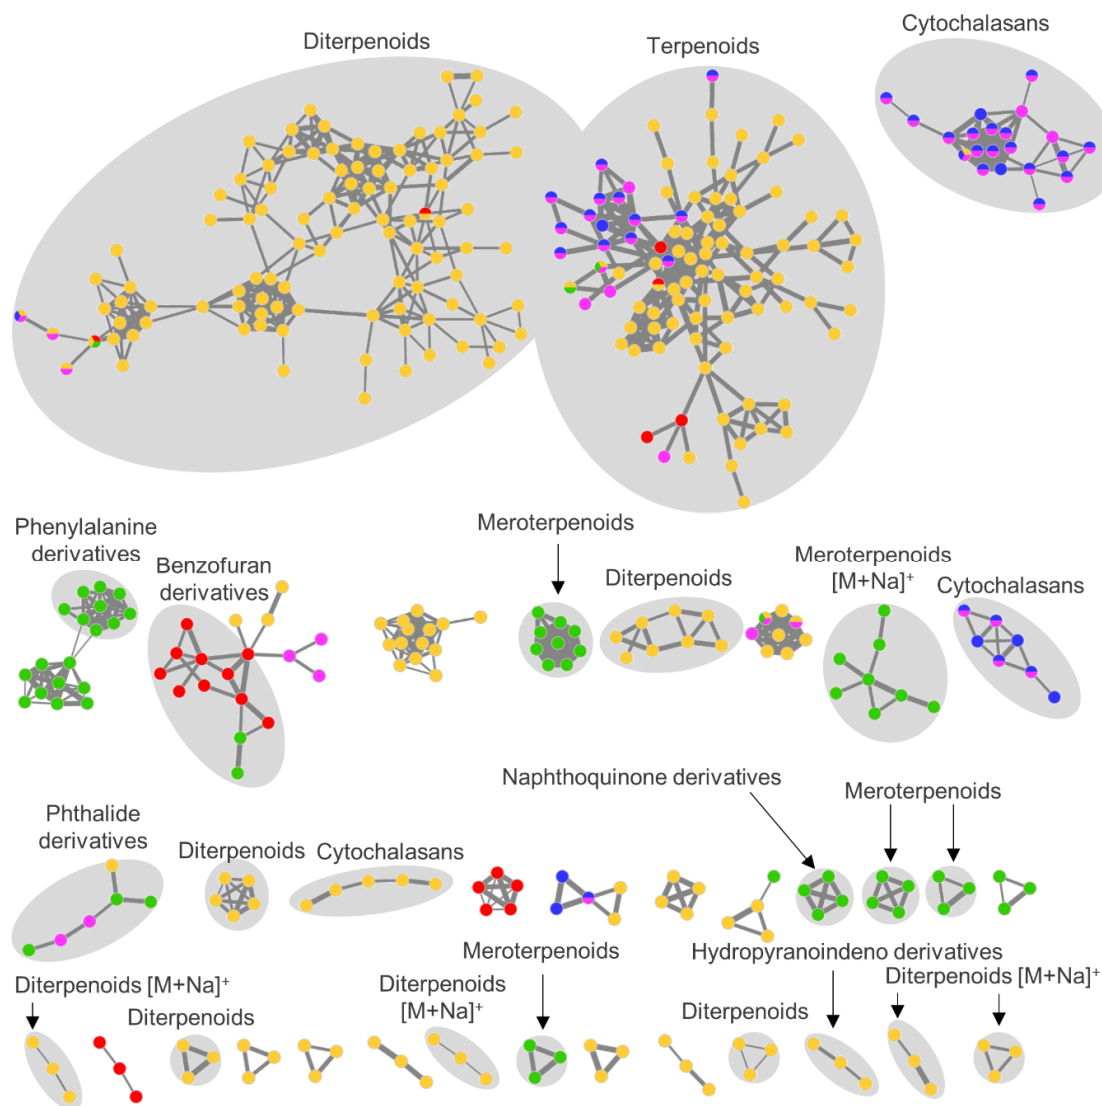 Diterpenoids
Terpenoids
Cytochalasans
Phenylalanine
derivatives
Benzofuran
derivatives
Meroterpenoids
Diterpenoids
Meroterpenoids
[M+Na]⁺
Cytochalasans
Naphthoquinone derivatives
Meroterpenoids
Phthalide
derivatives
Diterpenoids
Cytochalasans
Meroterpenoids
Hydropyranoindeno derivatives
Diterpenoids [M+Na]⁺
Diterpenoids
Diterpenoids
[M+Na]⁺
Diterpenoids
Diterpenoids [M+Na]⁺